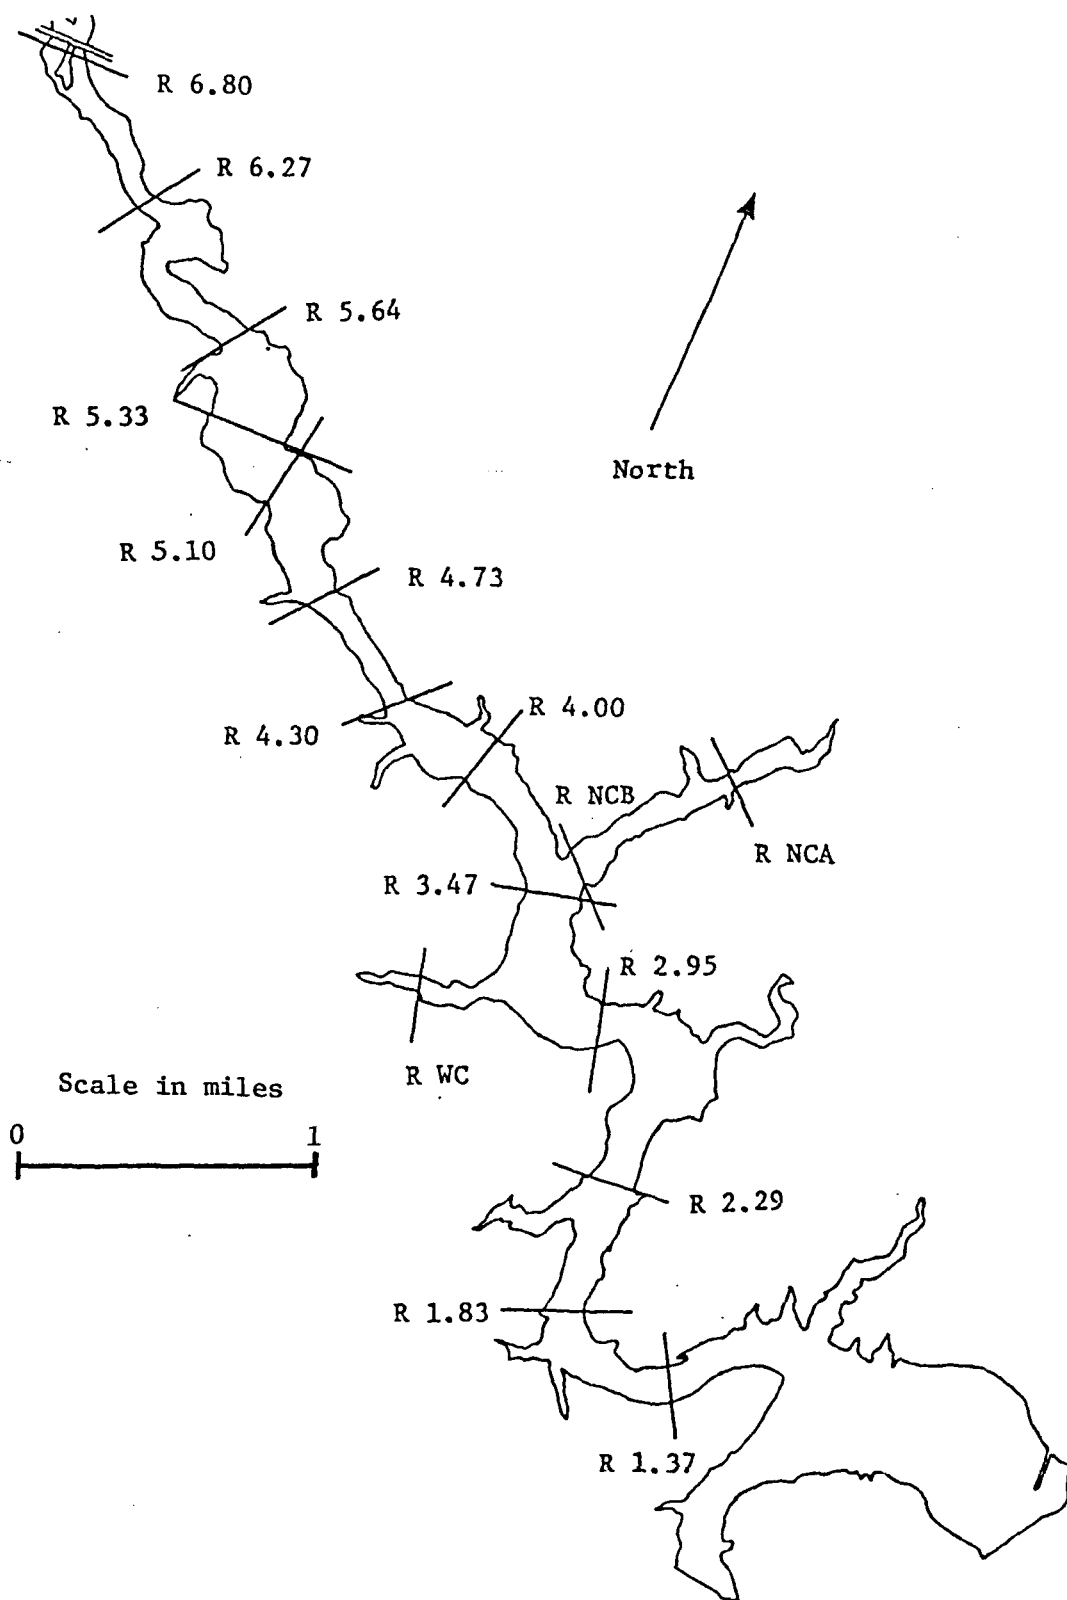 R 6.80
R 6.27
R 5.64
R 5.33
North
R 5.10
R 4.73
R 4.00
R 4.30
R NCB
R NCA
R 3.47
R 2.95
R WC
Scale in miles
0 1
R 2.29
R 1.83
R 1.37